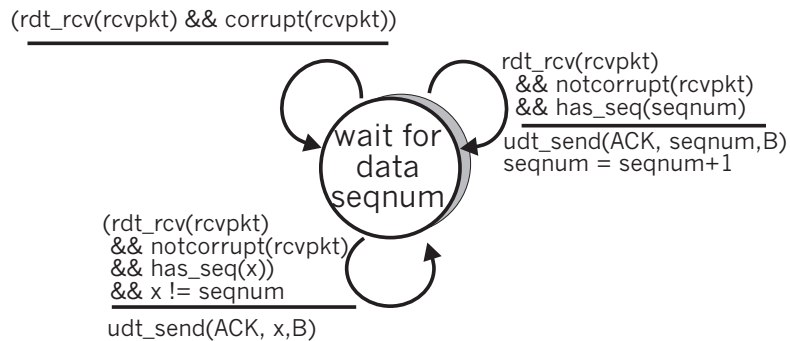 (rdt_rcv(rcvpkt) && corrupt(rcvpkt))
rdt_rcv(rcvpkt)
&& notcorrupt(rcvpkt)
&& has_seq(seqnum)
udt_send(ACK, seqnum,B)
seqnum = seqnum+1
wait for
data
seqnum
(rdt_rcv(rcvpkt)
&& notcorrupt(rcvpkt)
&& has_seq(x))
&& x != seqnum
udt_send(ACK, x,B)